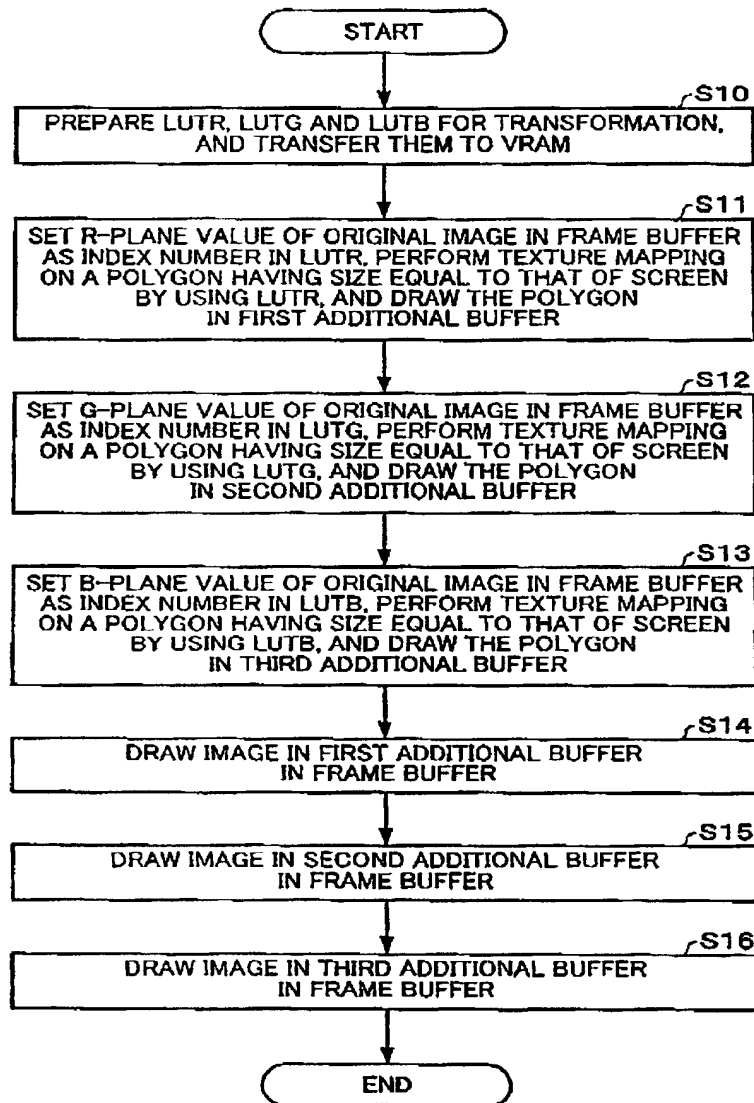 START
S10
PREPARE LUTR, LUTG AND LUTB FOR TRANSFORMATION,
AND TRANSFER THEM TO VRAM
S11
SET R-PLANE VALUE OF ORIGINAL IMAGE IN FRAME BUFFER
AS INDEX NUMBER IN LUTR, PERFORM TEXTURE MAPPING
ON A POLYGON HAVING SIZE EQUAL TO THAT OF SCREEN
BY USING LUTR, AND DRAW THE POLYGON
IN FIRST ADDITIONAL BUFFER
S12
SET G-PLANE VALUE OF ORIGINAL IMAGE IN FRAME BUFFER
AS INDEX NUMBER IN LUTG, PERFORM TEXTURE MAPPING
ON A POLYGON HAVING SIZE EQUAL TO THAT OF SCREEN
BY USING LUTG, AND DRAW THE POLYGON
IN SECOND ADDITIONAL BUFFER
S13
SET B-PLANE VALUE OF ORIGINAL IMAGE IN FRAME BUFFER
AS INDEX NUMBER IN LUTB, PERFORM TEXTURE MAPPING
ON A POLYGON HAVING SIZE EQUAL TO THAT OF SCREEN
BY USING LUTB, AND DRAW THE POLYGON
IN THIRD ADDITIONAL BUFFER
S14
DRAW IMAGE IN FIRST ADDITIONAL BUFFER
IN FRAME BUFFER
S15
DRAW IMAGE IN SECOND ADDITIONAL BUFFER
IN FRAME BUFFER
S16
DRAW IMAGE IN THIRD ADDITIONAL BUFFER
IN FRAME BUFFER
END